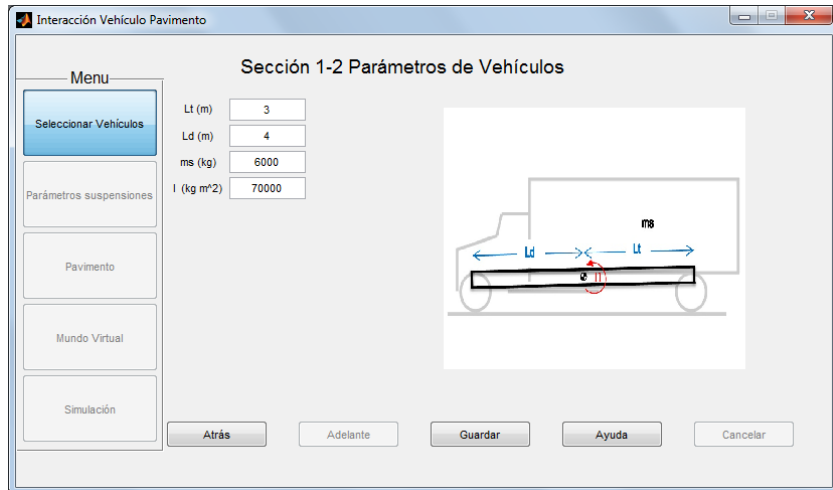 Interacción Vehículo Pavimento
Sección 1-2 Parámetros de Vehículos
Menu
Seleccionar Vehículos
Parámetros suspensiones
Pavimento
Mundo Virtual
Simulación
Lt (m) 3
Ld (m) 4
ms (kg) 6000
I (kg m^2) 70000
ms
Ld Lt
Atrás Adelante Guardar Ayuda Cancelar